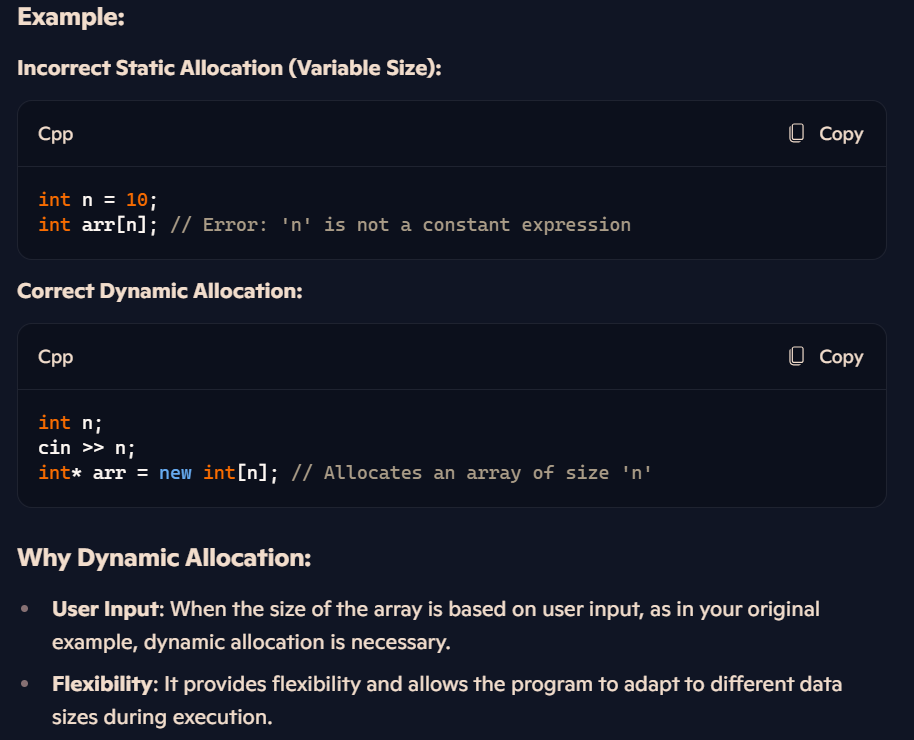 Example:
Incorrect Static Allocation (Variable Size):
Cpp
Copy
int n = 10;
int arr[n]; // Error: 'n' is not a constant expression
Correct Dynamic Allocation:
Cpp
Copy
int n;
cin >> n;
int* arr = new int[n]; // Allocates an array of size 'n'
Why Dynamic Allocation:
• User Input: When the size of the array is based on user input, as in your original
example, dynamic allocation is necessary.
• Flexibility: It provides flexibility and allows the program to adapt to different data
sizes during execution.